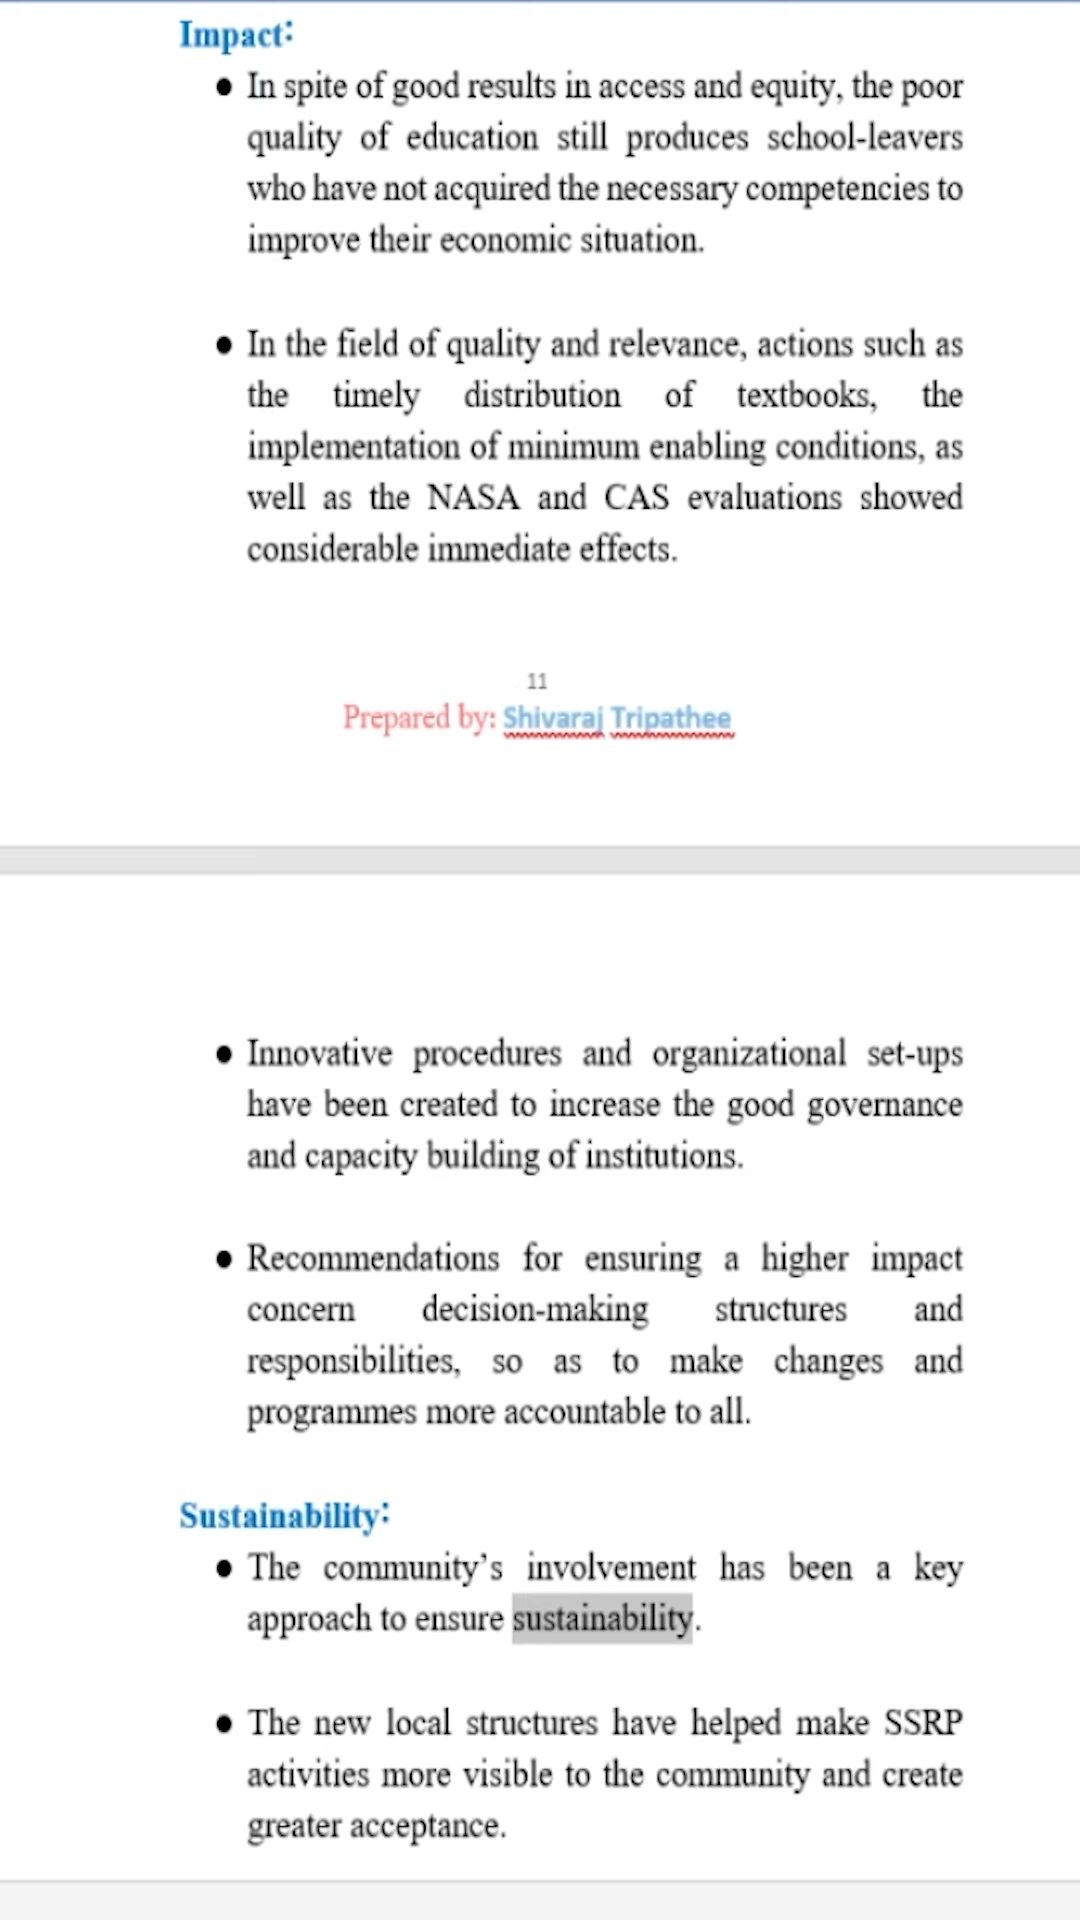 Impact:
● In spite of good results in access and equity, the poor
quality of education still produces school-leavers
who have not acquired the necessary competencies to
improve their economic situation.
● In the field of quality and relevance, actions such as
the timely distribution of textbooks, the
implementation of minimum enabling conditions, as
well as the NASA and CAS evaluations showed
considerable immediate effects.
11
Prepared by: Shivaraj Tripathee
● Innovative procedures and organizational set-ups
have been created to increase the good governance
and capacity building of institutions.
● Recommendations for ensuring a higher impact
concern decision-making structures and
responsibilities, so as to make changes and
programmes more accountable to all.
Sustainability:
● The community’s involvement has been a key
approach to ensure sustainability.
● The new local structures have helped make SSRP
activities more visible to the community and create
greater acceptance.